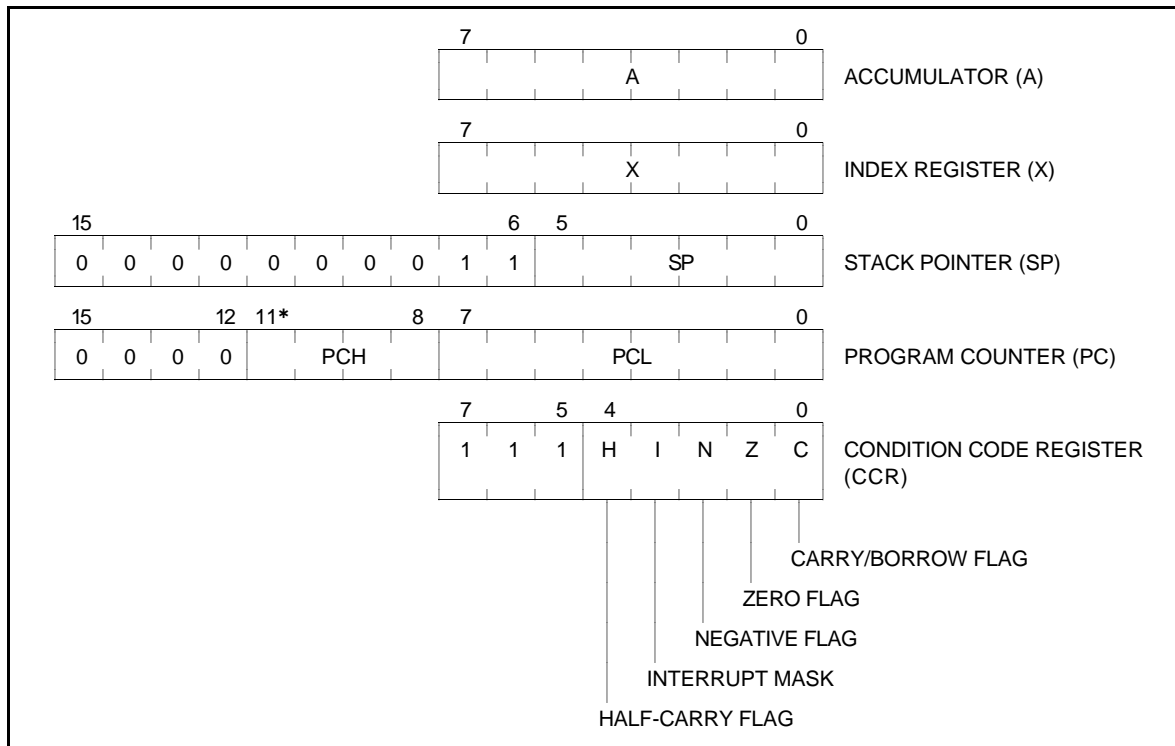 7 0
A ACCUMULATOR (A)
7 0
X INDEX REGISTER (X)
15 6 5 0
0 0 0 0 0 0 0 0 1 1 SP STACK POINTER (SP)
15 12 11* 8 7 0
0 0 0 0 PCH PCL PROGRAM COUNTER (PC)
7 5 4 0
1 1 1 H I N Z C CONDITION CODE REGISTER
(CCR)
CARRY/BORROW FLAG
ZERO FLAG
NEGATIVE FLAG
INTERRUPT MASK
HALF-CARRY FLAG